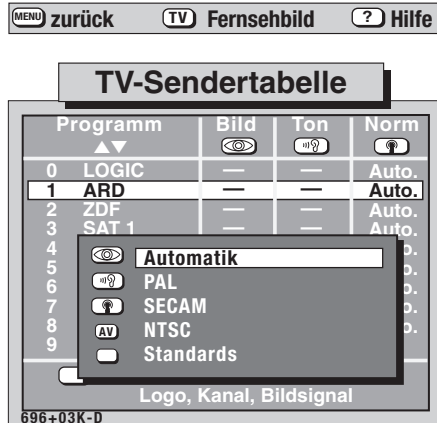 MENU zurück TV Fernsehbild ? Hilfe
TV-Sendertabelle
Programm Bild Ton Norm
0 LOGIC — — Auto.
1 ARD — — Auto.
2 ZDF Auto.
3 SAT 1 Auto.
4 o.
Automatik
5 o.
PAL
6 o.
SECAM
7 o.
AV NTSC
8 o.
Standards
9
Logo, Kanal, Bildsignal
696+03K-D